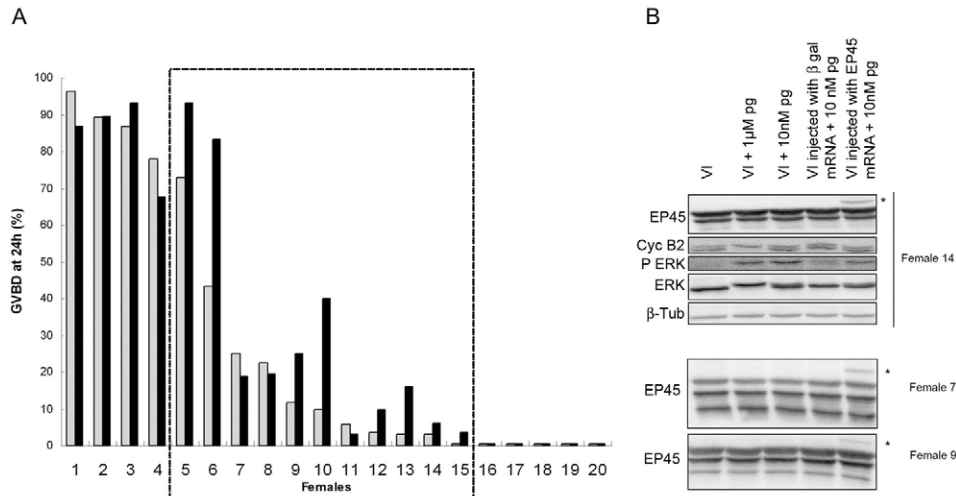 A
GVBD at 24h (%)
100
90
80
70
60
50
40
30
20
10
0
1 2 3 4 5 6 7 8 9 10 11 12 13 14 15 16 17 18 19 20
Females
B
VI
VI + 1µM pg
VI + 10nM pg
VI injected with β gal
mRNA + 10 nM pg
VI injected with EP45
mRNA + 10nM pg
EP45
*
Cyc B2
P ERK
ERK
β-Tub
Female 14
EP45
*
Female 7
EP45
*
Female 9